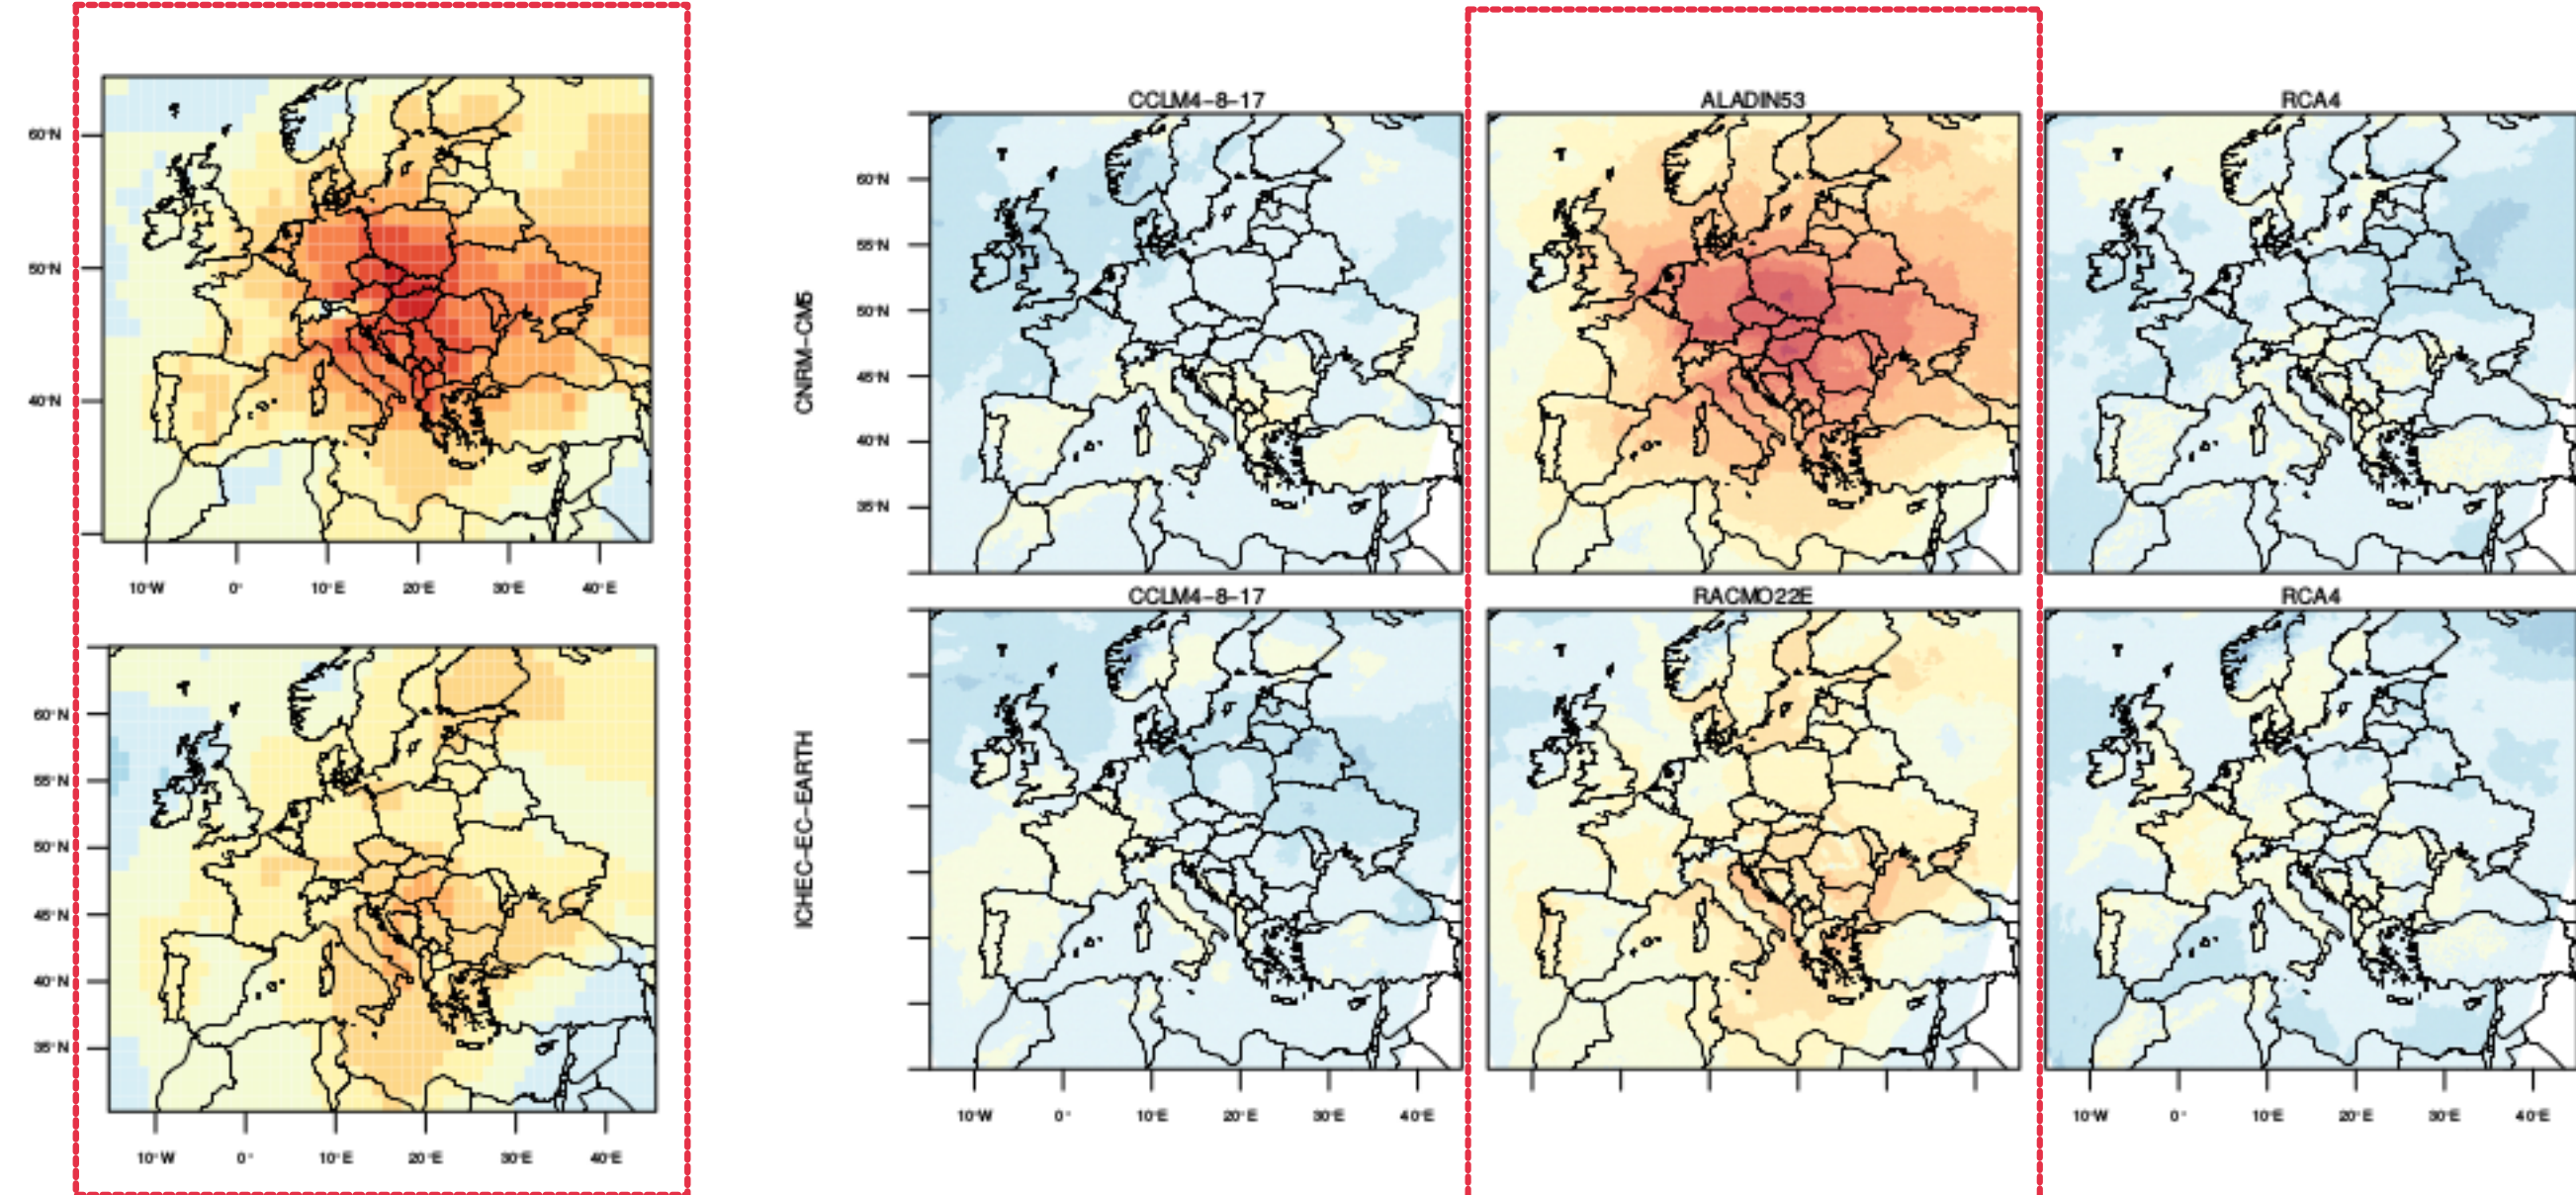 60°N
50°N
40°N
10°W 0° 10°E 20°E 30°E 40°E
60°N
55°N
50°N
45°N
40°N
35°N
10°W 0° 10°E 20°E 30°E 40°E
CNRM-CM5
CCLM4-8-17 ALADIN53 RCA4
60°N
55°N
50°N
45°N
40°N
35°N
ICHEC-EC-EARTH
CCLM4-8-17 RACMO22E RCA4
10°W 0° 10°E 20°E 30°E 40°E 10°W 0° 10°E 20°E 30°E 40°E